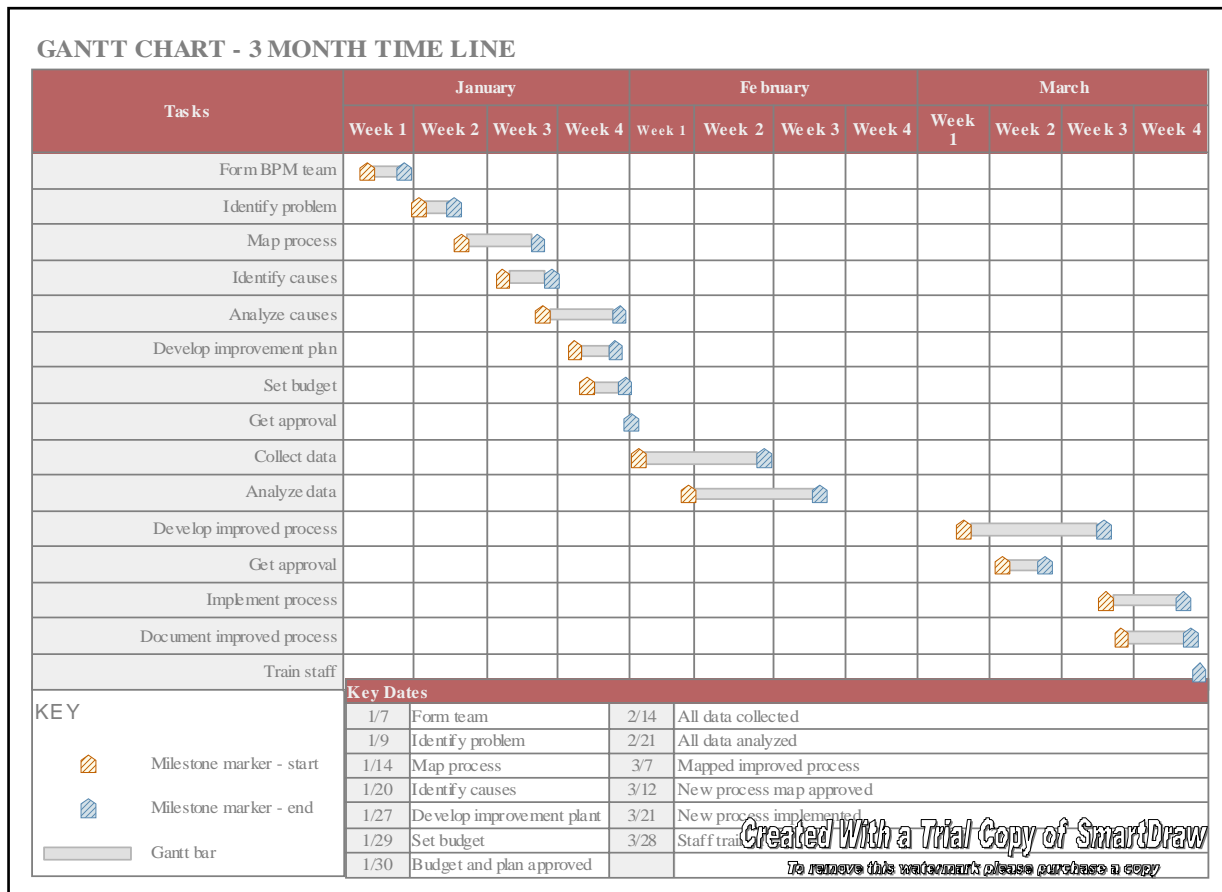 GANTT CHART - 3 MONTH TIME LINE
Tasks
January
February
March
Week 1
Week 2
Week 3
Week 4
Week 1
Week 2
Week 3
Week 4
Week
1
Week 2
Week 3
Week 4
Form BPM team
Identify problem
Map process
Identify causes
Analyze causes
Develop improvement plan
Set budget
Get approval
Collect data
Analyze data
Develop improved process
Get approval
Implement process
Document improved process
Train staff
KEY
Milestone marker - start
Milestone marker - end
Gantt bar
Key Dates
1/7 Form team 2/14 All data collected
1/9 Identify problem 2/21 All data analyzed
1/14 Map process 3/7 Mapped improved process
1/20 Identify causes 3/12 New process map approved
1/27 Develop improvement plant 3/21 New process implemented
1/29 Set budget 3/28 Staff
1/30 Budget and plan approved
Created With a Trial Copy of SmartDraw
To remove this watermark please purchase a copy